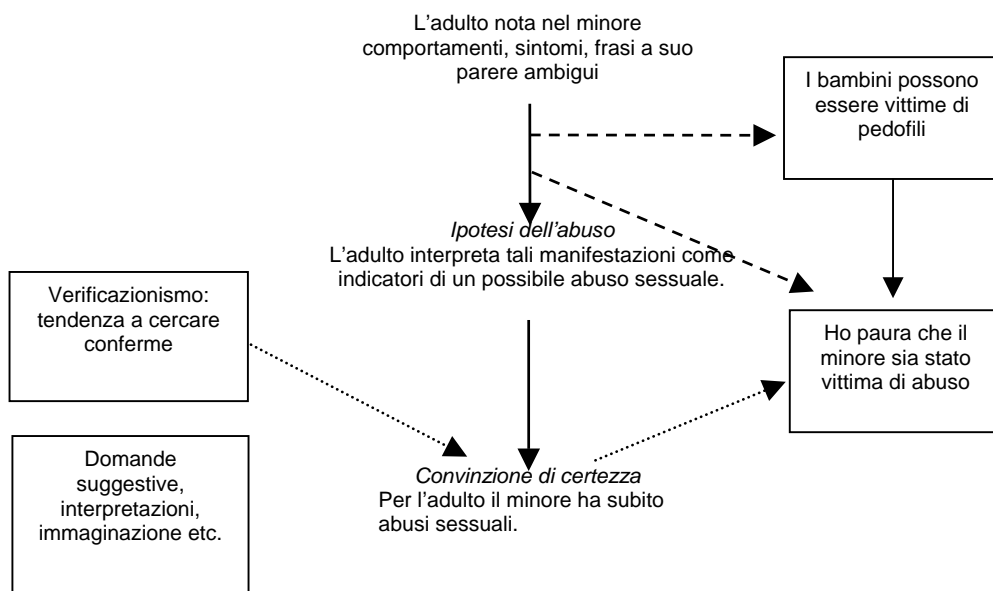 L'adulto nota nel minore
comportamenti, sintomi, frasi a suo
parere ambigui
I bambini possono
essere vittime di
pedofili
Ipotesi dell'abuso
L'adulto interpreta tali manifestazioni come
indicatori di un possibile abuso sessuale.
Verificazionismo:
tendenza a cercare
conferme
Ho paura che il
minore sia stato
vittima di abuso
Domande
suggestive,
interpretazioni,
immaginazione etc.
Convinzione di certezza
Per l'adulto il minore ha subito
abusi sessuali.